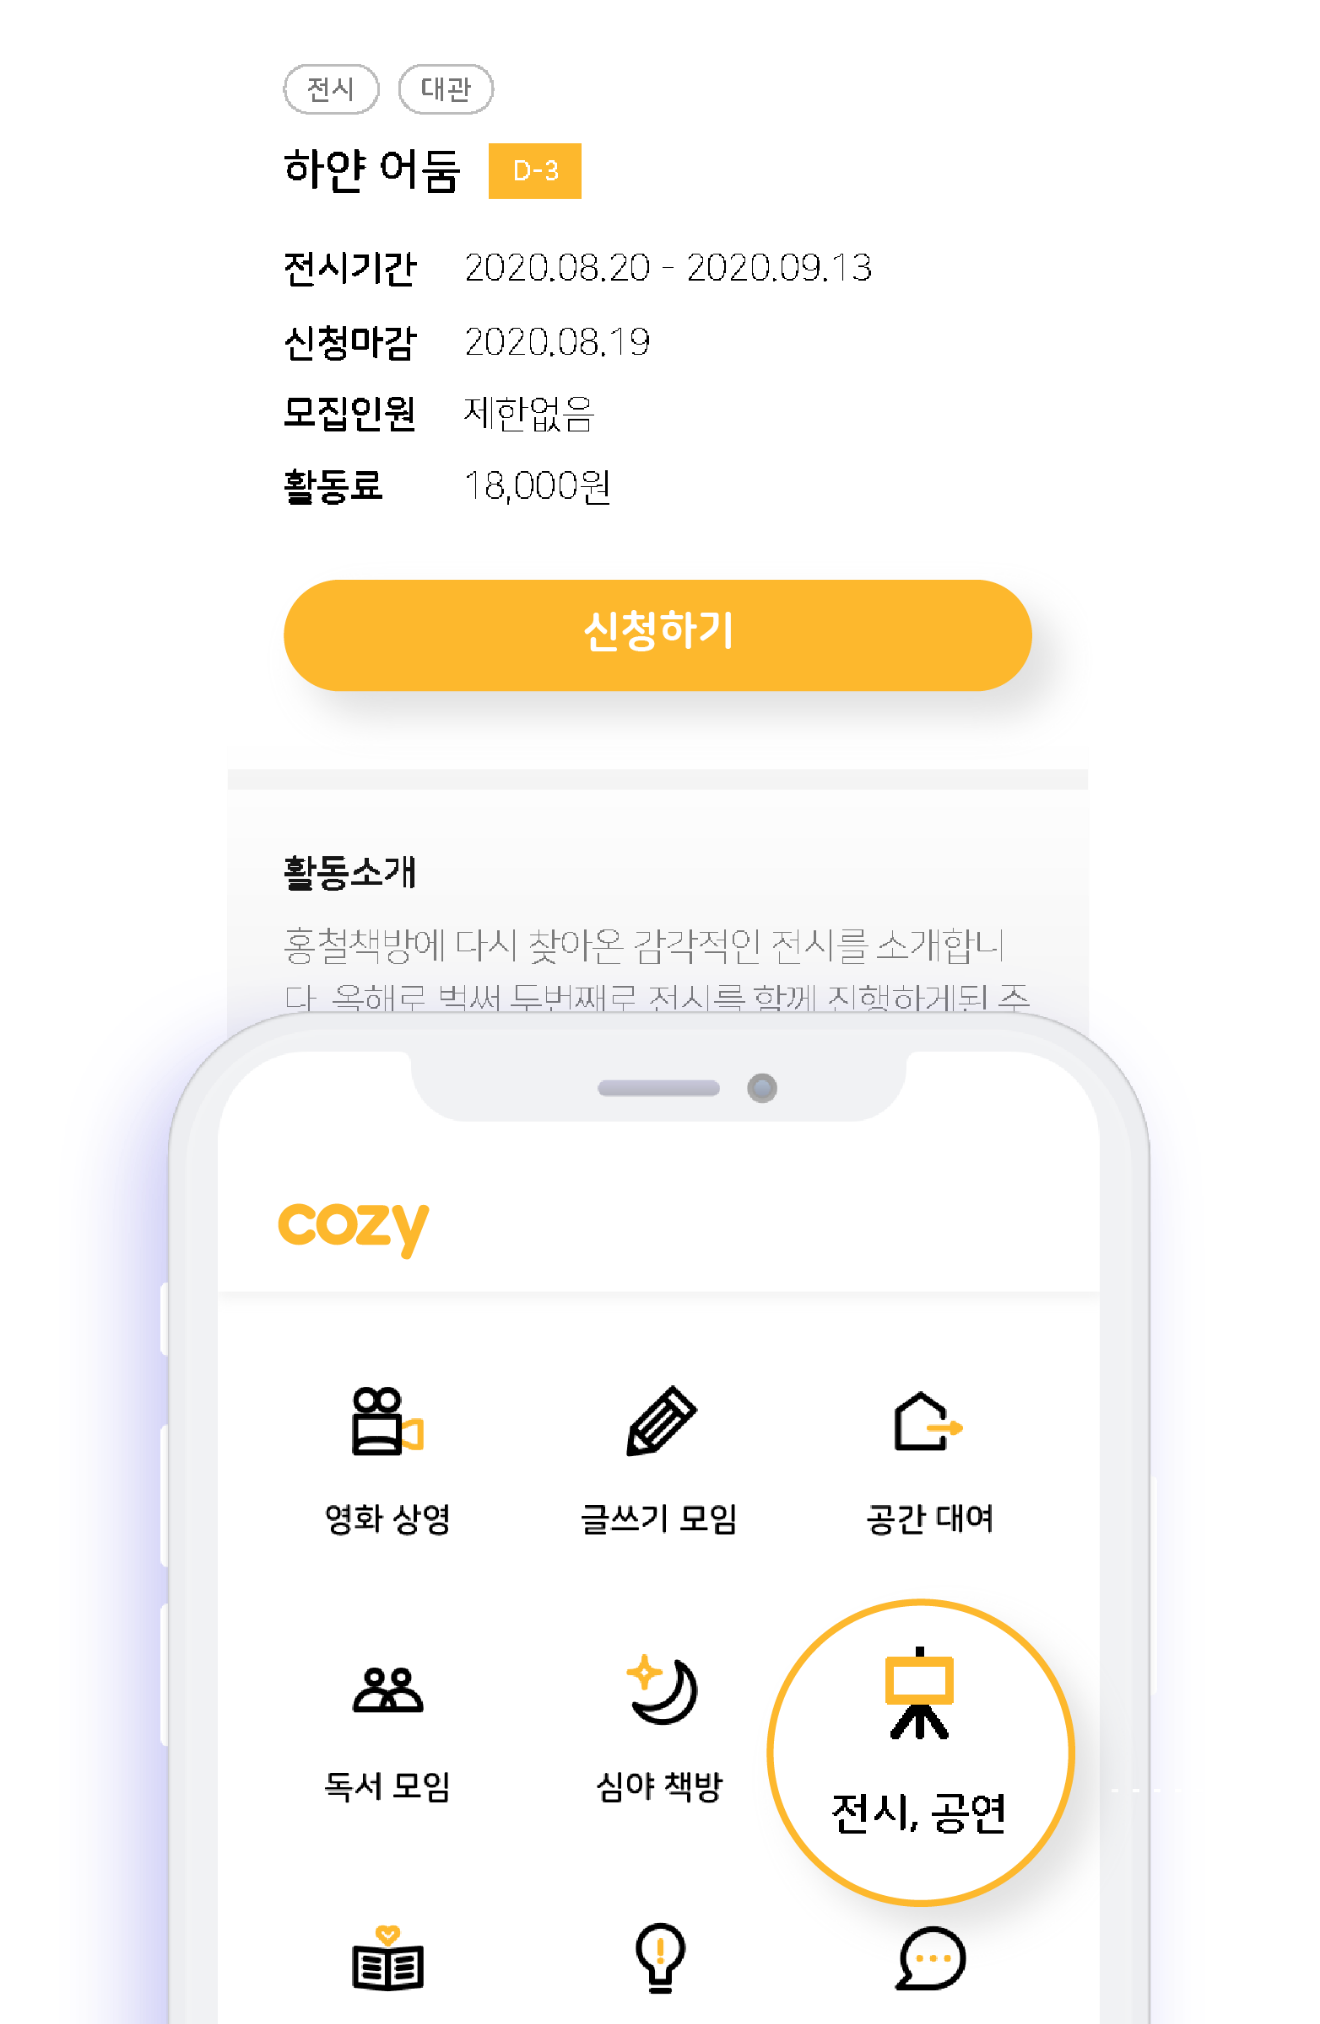 전시 대관
하얀 어둠 D-3
전시기간 2020.08.20 - 2020.09.13
신청마감 2020.08.19
모집인원 제한없음
활동료 18,000원
신청하기
활동소개
홍철책방에 다시 찾아온 감각적인 전시를 소개합니
다. 올해로 벌써 두번째로 전시를 함께 진행하게된
cozy
영화 상영 글쓰기 모임 공간 대여
독서 모임 심야 책방 전시, 공연